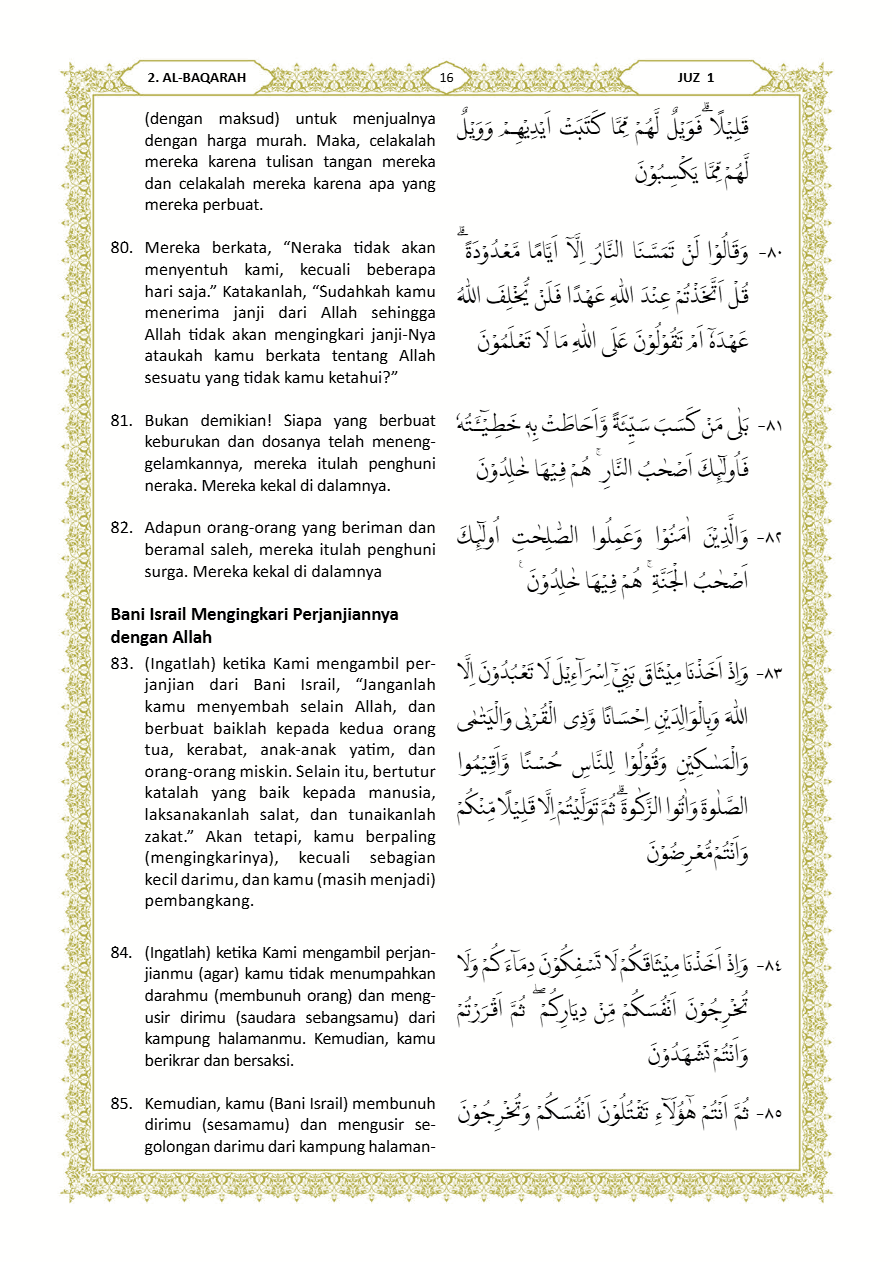 2. AL-BAQARAH
16
JUZ 1
(dengan maksud) untuk menjualnya
dengan harga murah. Maka, celakalah
mereka karena tulisan tangan mereka
dan celakalah mereka karena apa yang
mereka perbuat.
قَلِيْلًاۗ فَوَيْلٌ لَّهُمْ مِّمَّا كَتَبَتْ اَيْدِيْهِمْ وَوَيْلٌ
لَّهُمْ مِّمَّا يَكْسِبُوْنَ
80. Mereka berkata, “Neraka tidak akan
menyentuh kami, kecuali beberapa
hari saja.” Katakanlah, “Sudahkah kamu
menerima janji dari Allah sehingga
Allah tidak akan mengingkari janji-Nya
ataukah kamu berkata tentang Allah
sesuatu yang tidak kamu ketahui?”
٨٠- وَقَالُوْا لَنْ تَمَسَّنَا النَّارُ اِلَّآ اَيَّامًا مَّعْدُوْدَةًۗ
قُلْ اَتَّخَذْتُمْ عِنْدَ اللّٰهِ عَهْدًا فَلَنْ يُّخْلِفَ اللّٰهُ
عَهْدَهٗٓ اَمْ تَقُوْلُوْنَ عَلَى اللّٰهِ مَا لَا تَعْلَمُوْنَ
81. Bukan demikian! Siapa yang berbuat
keburukan dan dosanya telah meneng-
gelamkannya, mereka itulah penghuni
neraka. Mereka kekal di dalamnya.
٨١- بَلٰى مَنْ كَسَبَ سَيِّئَةً وَّاَحَاطَتْ بِهٖ خَطِيْۤـَٔتُهٗ
فَاُولٰۤىِٕكَ اَصْحٰبُ النَّارِ ۚ هُمْ فِيْهَا خٰلِدُوْنَ
82. Adapun orang-orang yang beriman dan
beramal saleh, mereka itulah penghuni
surga. Mereka kekal di dalamnya
٨٢- وَالَّذِيْنَ اٰمَنُوْا وَعَمِلُوا الصّٰلِحٰتِ اُولٰۤىِٕكَ
اَصْحٰبُ الْجَنَّةِ ۚ هُمْ فِيْهَا خٰلِدُوْنَ ۚ
Bani Israil Mengingkari Perjanjiannya
dengan Allah
83. (Ingatlah) ketika Kami mengambil per-
janjian dari Bani Israil, “Janganlah
kamu menyembah selain Allah, dan
berbuat baiklah kepada kedua orang
tua, kerabat, anak-anak yatim, dan
orang-orang miskin. Selain itu, bertutur
katalah yang baik kepada manusia,
laksanakanlah salat, dan tunaikanlah
zakat.” Akan tetapi, kamu berpaling
(mengingkarinya), kecuali sebagian
kecil darimu, dan kamu (masih menjadi)
pembangkang.
٨٣- وَاِذْ اَخَذْنَا مِيْثَاقَ بَنِيْٓ اِسْرَاۤءِيْلَ لَا تَعْبُدُوْنَ اِلَّا
اللّٰهَ وَبِالْوَالِدَيْنِ اِحْسَانًا وَّذِى الْقُرْبٰى وَالْيَتٰمٰى
وَالْمَسٰكِيْنِ وَقُوْلُوْا لِلنَّاسِ حُسْنًا وَّاَقِيْمُوا
الصَّلٰوةَ وَاٰتُوا الزَّكٰوةَۗ ثُمَّ تَوَلَّيْتُمْ اِلَّا قَلِيْلًا مِّنْكُمْ
وَاَنْتُمْ مُّعْرِضُوْنَ
84. (Ingatlah) ketika Kami mengambil perjan-
jianmu (agar) kamu tidak menumpahkan
darahmu (membunuh orang) dan meng-
usir dirimu (saudara sebangsamu) dari
kampung halamanmu. Kemudian, kamu
berikrar dan bersaksi.
٨٤- وَاِذْ اَخَذْنَا مِيْثَاقَكُمْ لَا تَسْفِكُوْنَ دِمَاۤءَكُمْ وَلَا
تُخْرِجُوْنَ اَنْفُسَكُمْ مِّنْ دِيَارِكُمْۖ ثُمَّ اَقْرَرْتُمْ
وَاَنْتُمْ تَشْهَدُوْنَ
85. Kemudian, kamu (Bani Israil) membunuh
dirimu (sesamamu) dan mengusir se-
golongan darimu dari kampung halaman-
٨٥- ثُمَّ اَنْتُمْ هٰٓؤُلَاۤءِ تَقْتُلُوْنَ اَنْفُسَكُمْ وَتُخْرِجُوْنَ